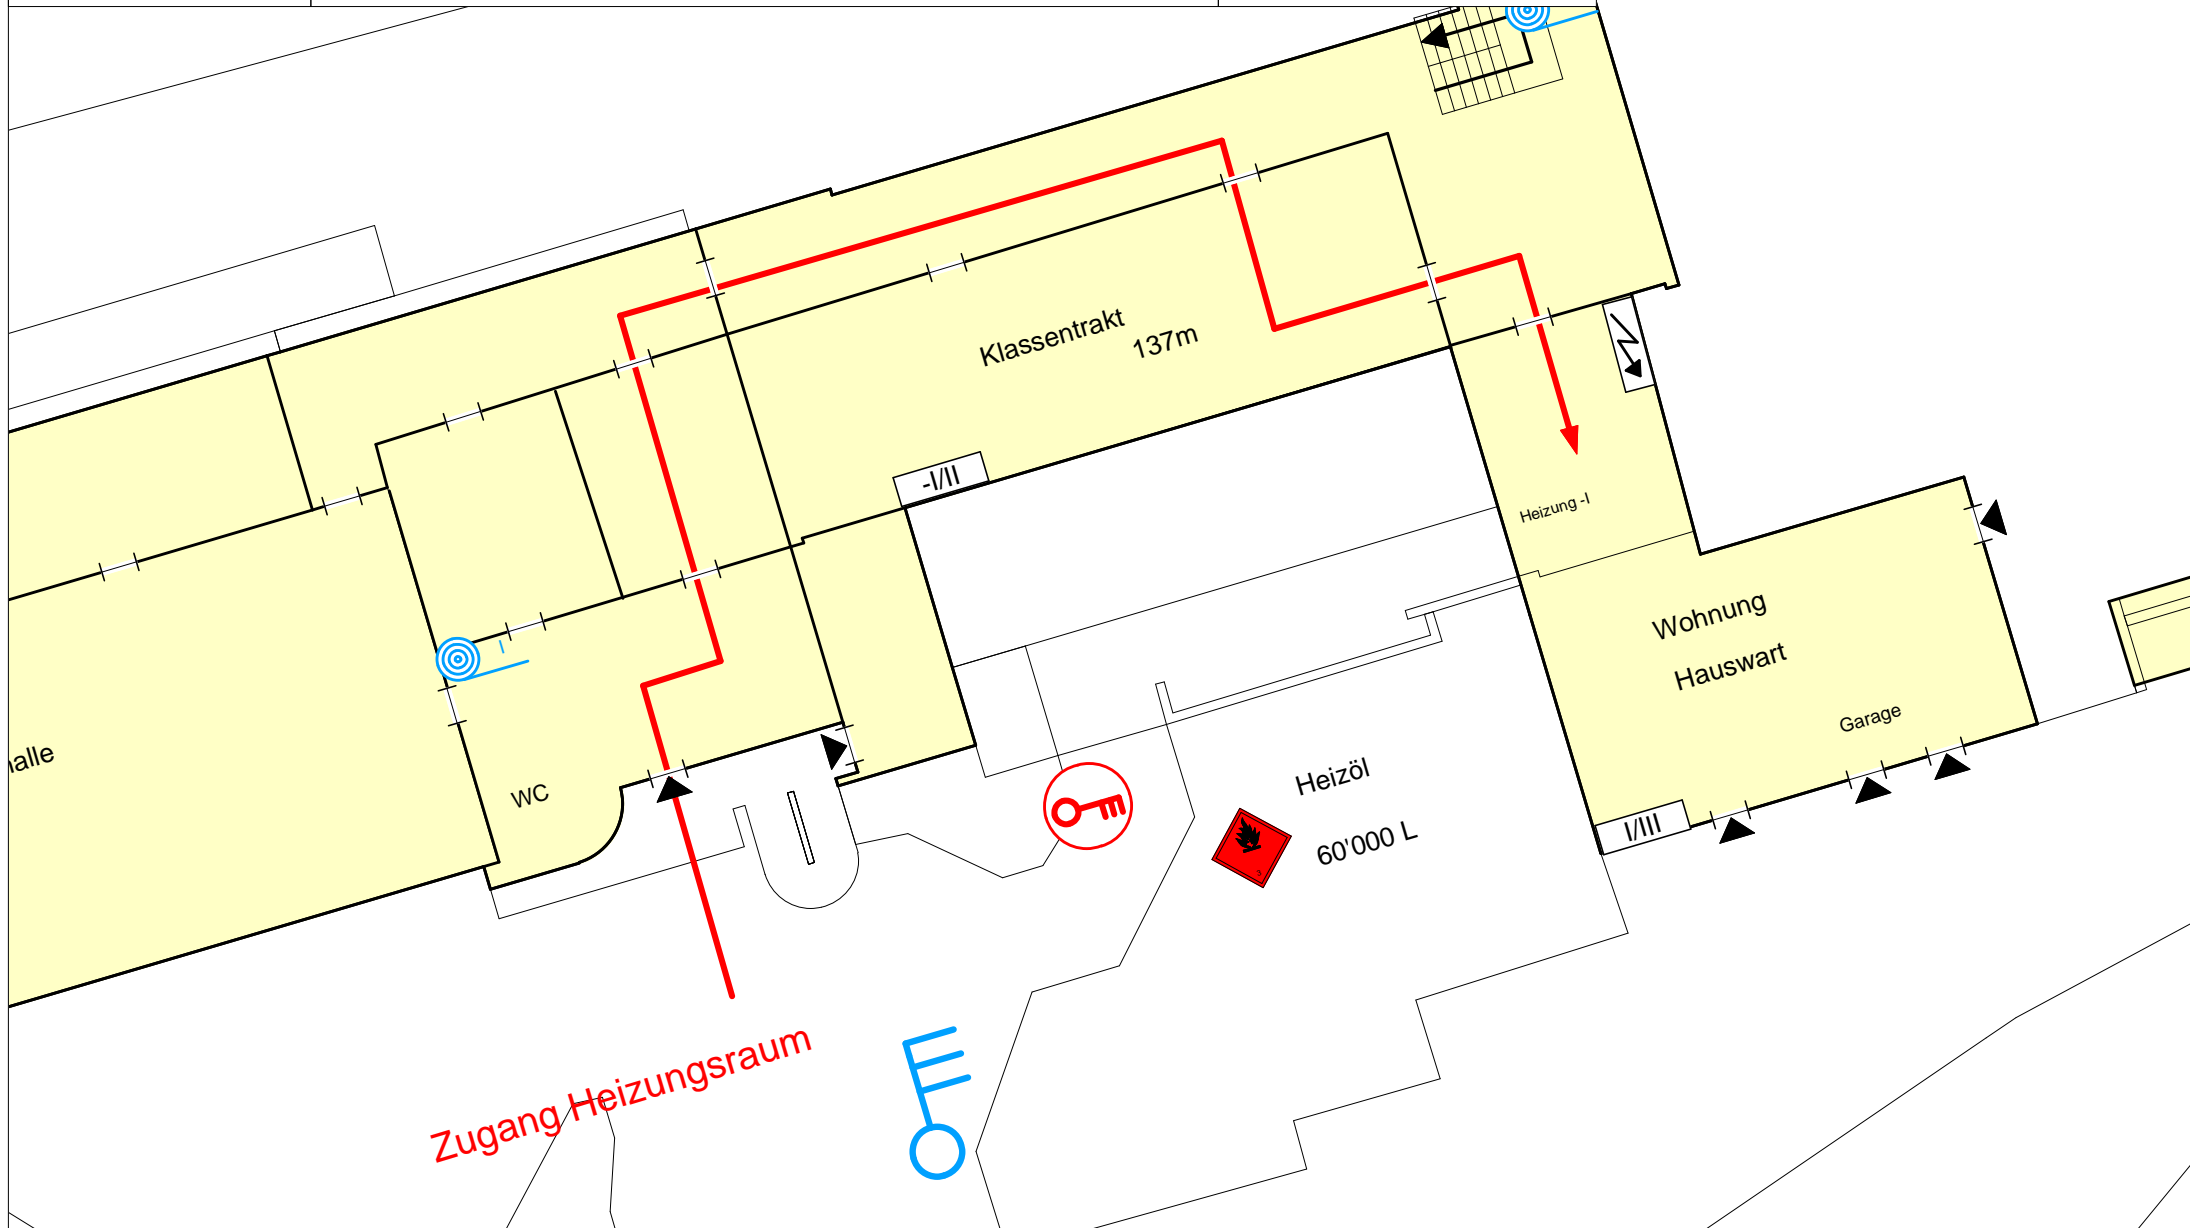 Klassentrakt
137m
-I/II
Heizung -I
Wohnung
Hauswart
Garage
I/III
I
alle
WC
Heizöl
60'000 L
Zugang Heizungsraum